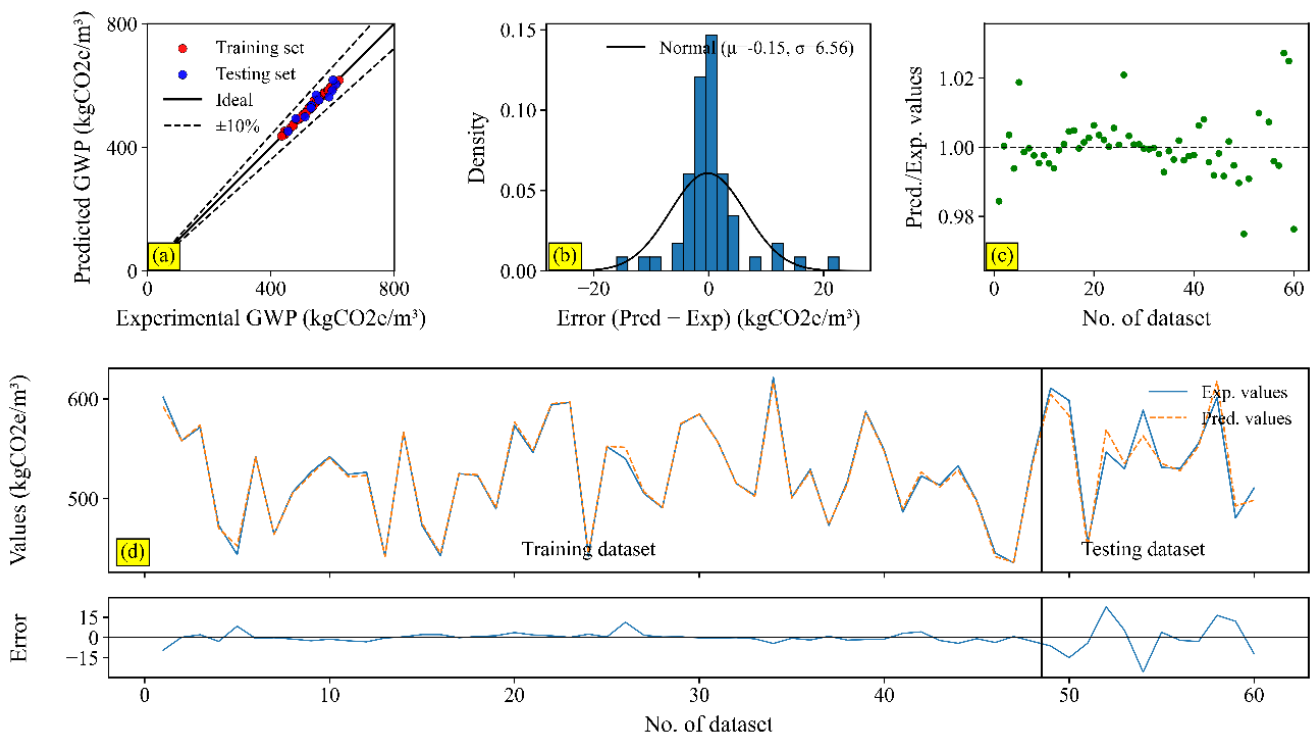 800
400
0
0
400
800
Predicted GWP (kgCO2e/m³)
Experimental GWP (kgCO2e/m³)
Training set
Testing set
Ideal
±10%
(a)
0.15
0.10
0.05
0.00
−20
0
20
Density
Error (Pred − Exp) (kgCO2e/m³)
Normal (μ=-0.15, σ=6.56)
(b)
1.02
1.00
0.98
0
20
40
60
Pred./Exp. values
No. of dataset
(c)
600
500
Values (kgCO2e/m³)
Exp. values
Pred. values
(d)
Training dataset
Testing dataset
15
0
−15
Error
0
10
20
30
40
50
60
No. of dataset